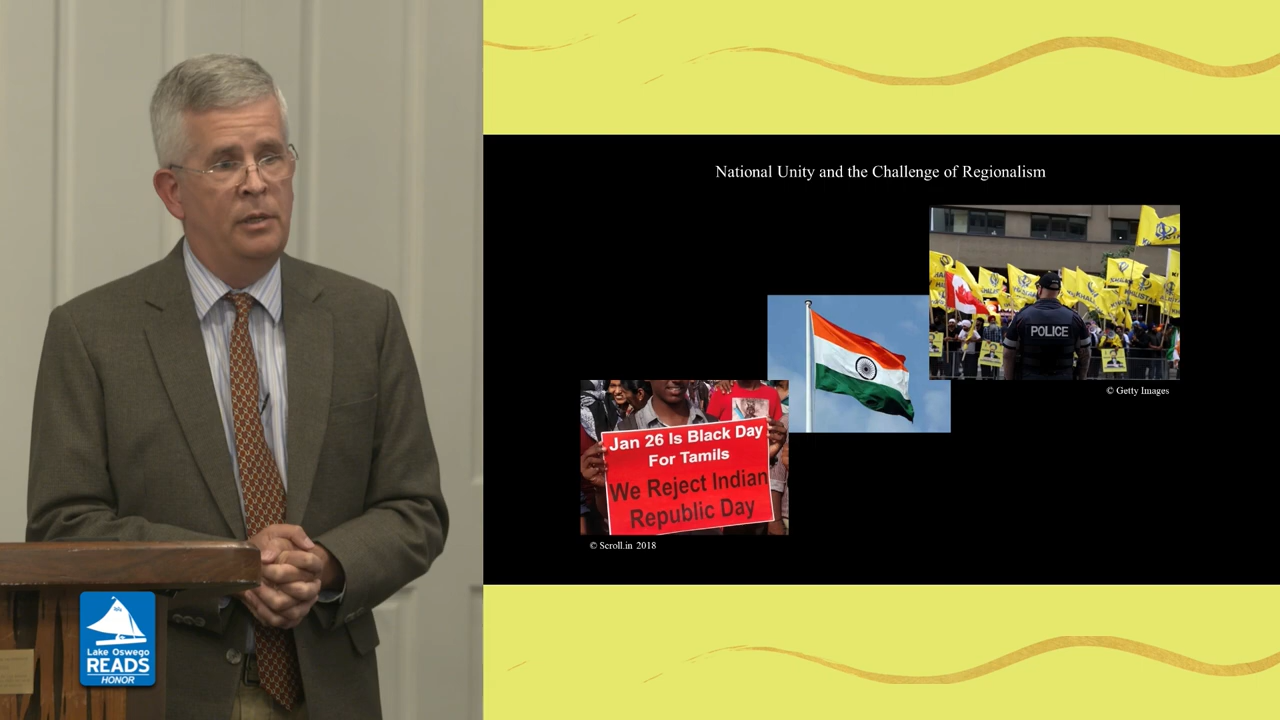 National Unity and the Challenge of Regionalism
POLICE
© Getty Images
Jan 26 Is Black Day
For Tamils
We Reject Indian
Republic Day
© Scroll.in 2018
Lake Oswego
READS
HONOR